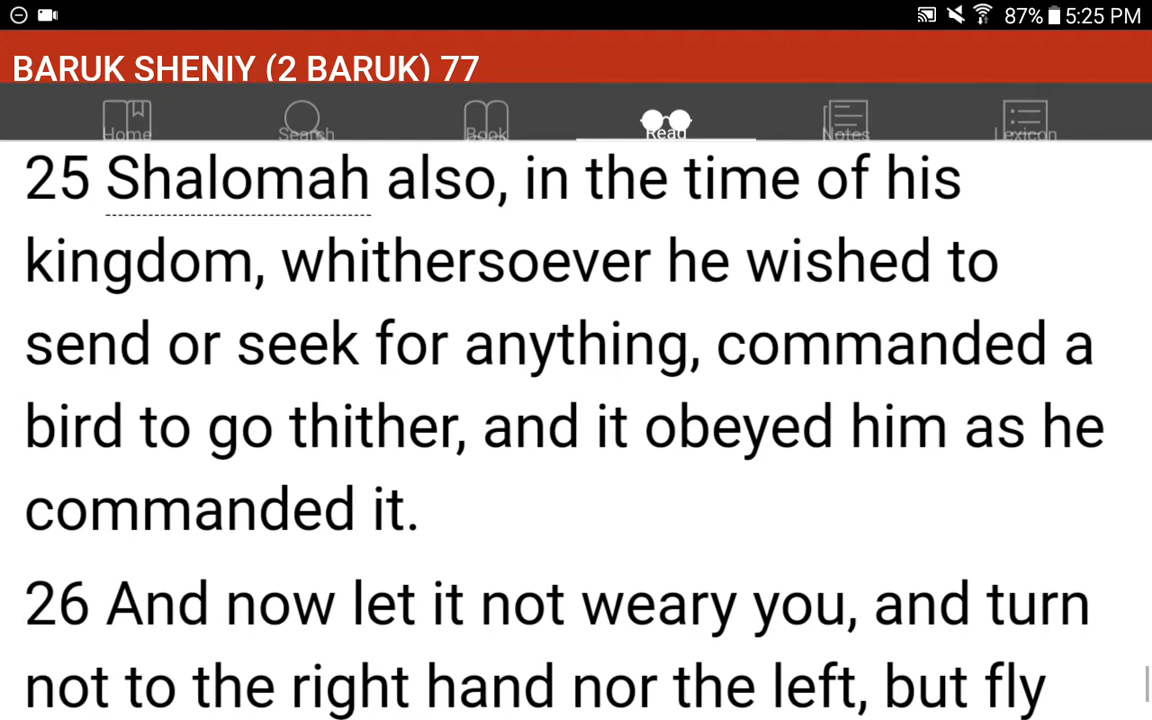 87% 5:25 PM
BARUK SHENIY (2 BARUK) 77
Home Search Book Read Notes Lexicon
25 Shalomah also, in the time of his
kingdom, whithersoever he wished to
send or seek for anything, commanded a
bird to go thither, and it obeyed him as he
commanded it.
26 And now let it not weary you, and turn
not to the right hand nor the left, but fly